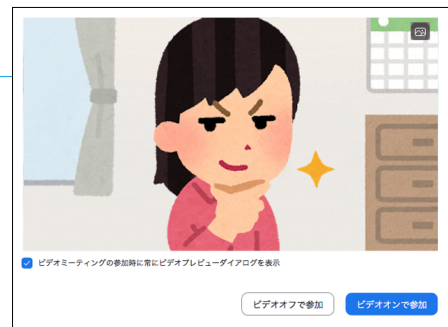 ビデオミーティングの参加時に常にビデオプレビューダイアログを表示
ビデオオフで参加
ビデオオンで参加